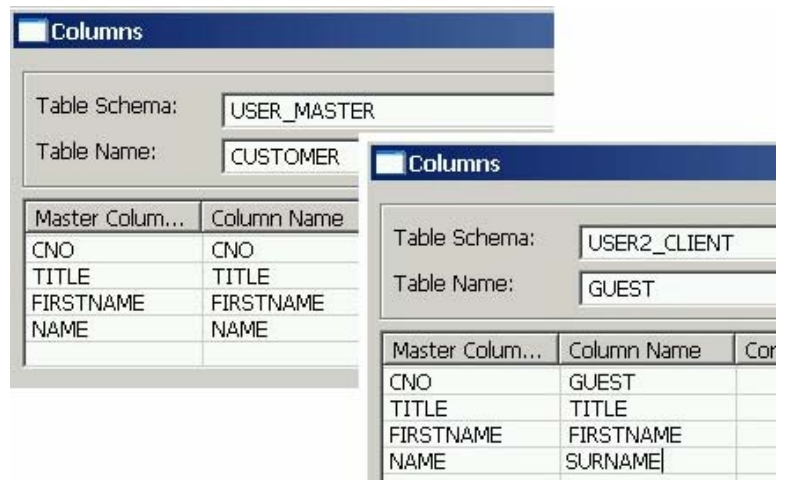 Columns
Table Schema: USER_MASTER
Table Name: CUSTOMER
Master Colum... Column Name
CNO CNO
TITLE TITLE
FIRSTNAME FIRSTNAME
NAME NAME
Columns
Table Schema: USER2_CLIENT
Table Name: GUEST
Master Colum... Column Name Cor
CNO GUEST
TITLE TITLE
FIRSTNAME FIRSTNAME
NAME SURNAME